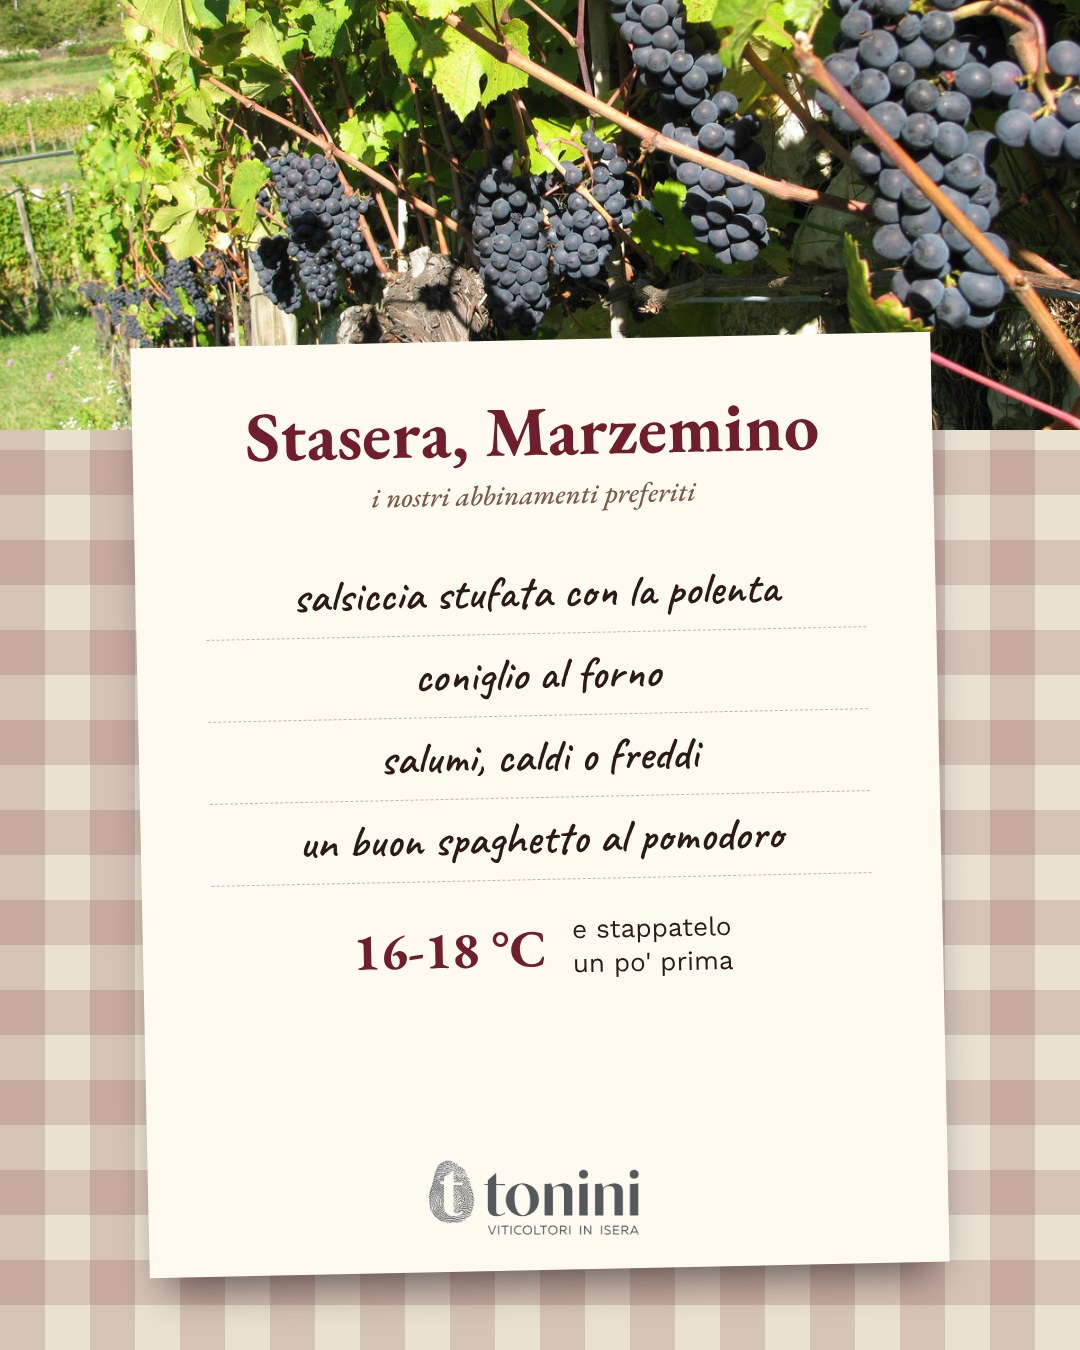 Stasera, Marzemino
i nostri abbinamenti preferiti
salsiccia stufata con la polenta
coniglio al forno
salumi, caldi o freddi
un buon spaghetto al pomodoro
16-18 °C
e stappatelo
un po' prima
t tonini
VITICOLTORI IN ISERA